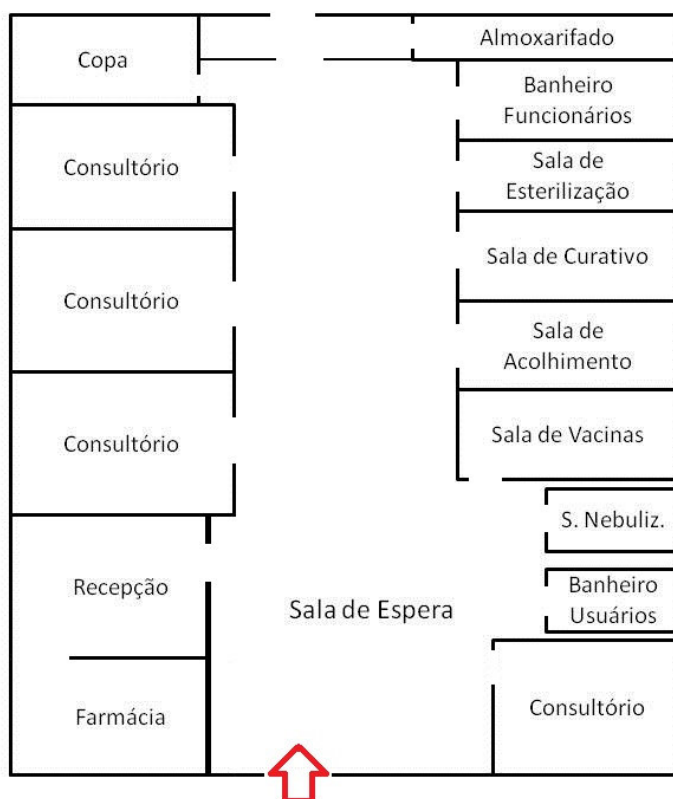 Copa
Almoxarifado
Banheiro
Funcionários
Consultório
Sala de
Esterilização
Sala de Curativo
Consultório
Sala de
Acolhimento
Consultório
Sala de Vacinas
S. Nebuliz.
Recepção
Sala de Espera
Banheiro
Usuários
Farmácia
Consultório